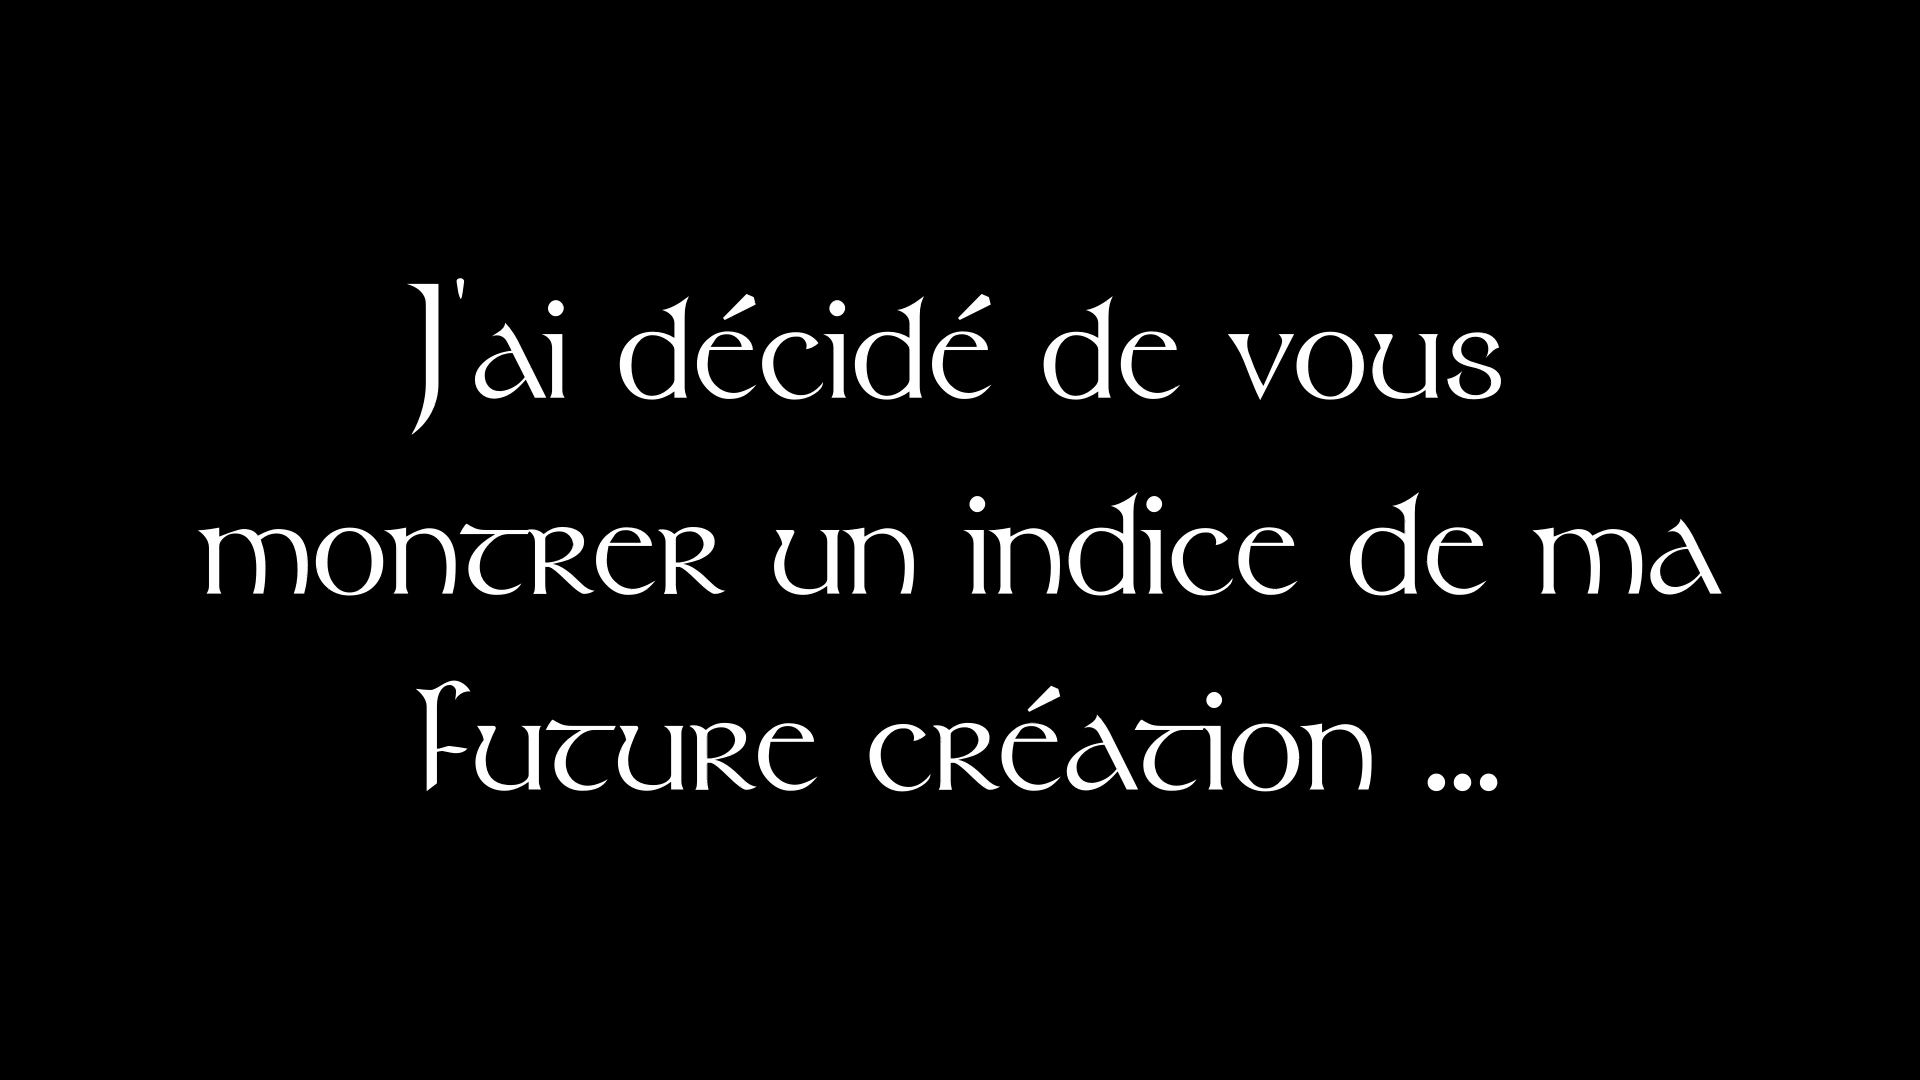 J'ai décidé de vous
montrer un indice de ma
future création ...